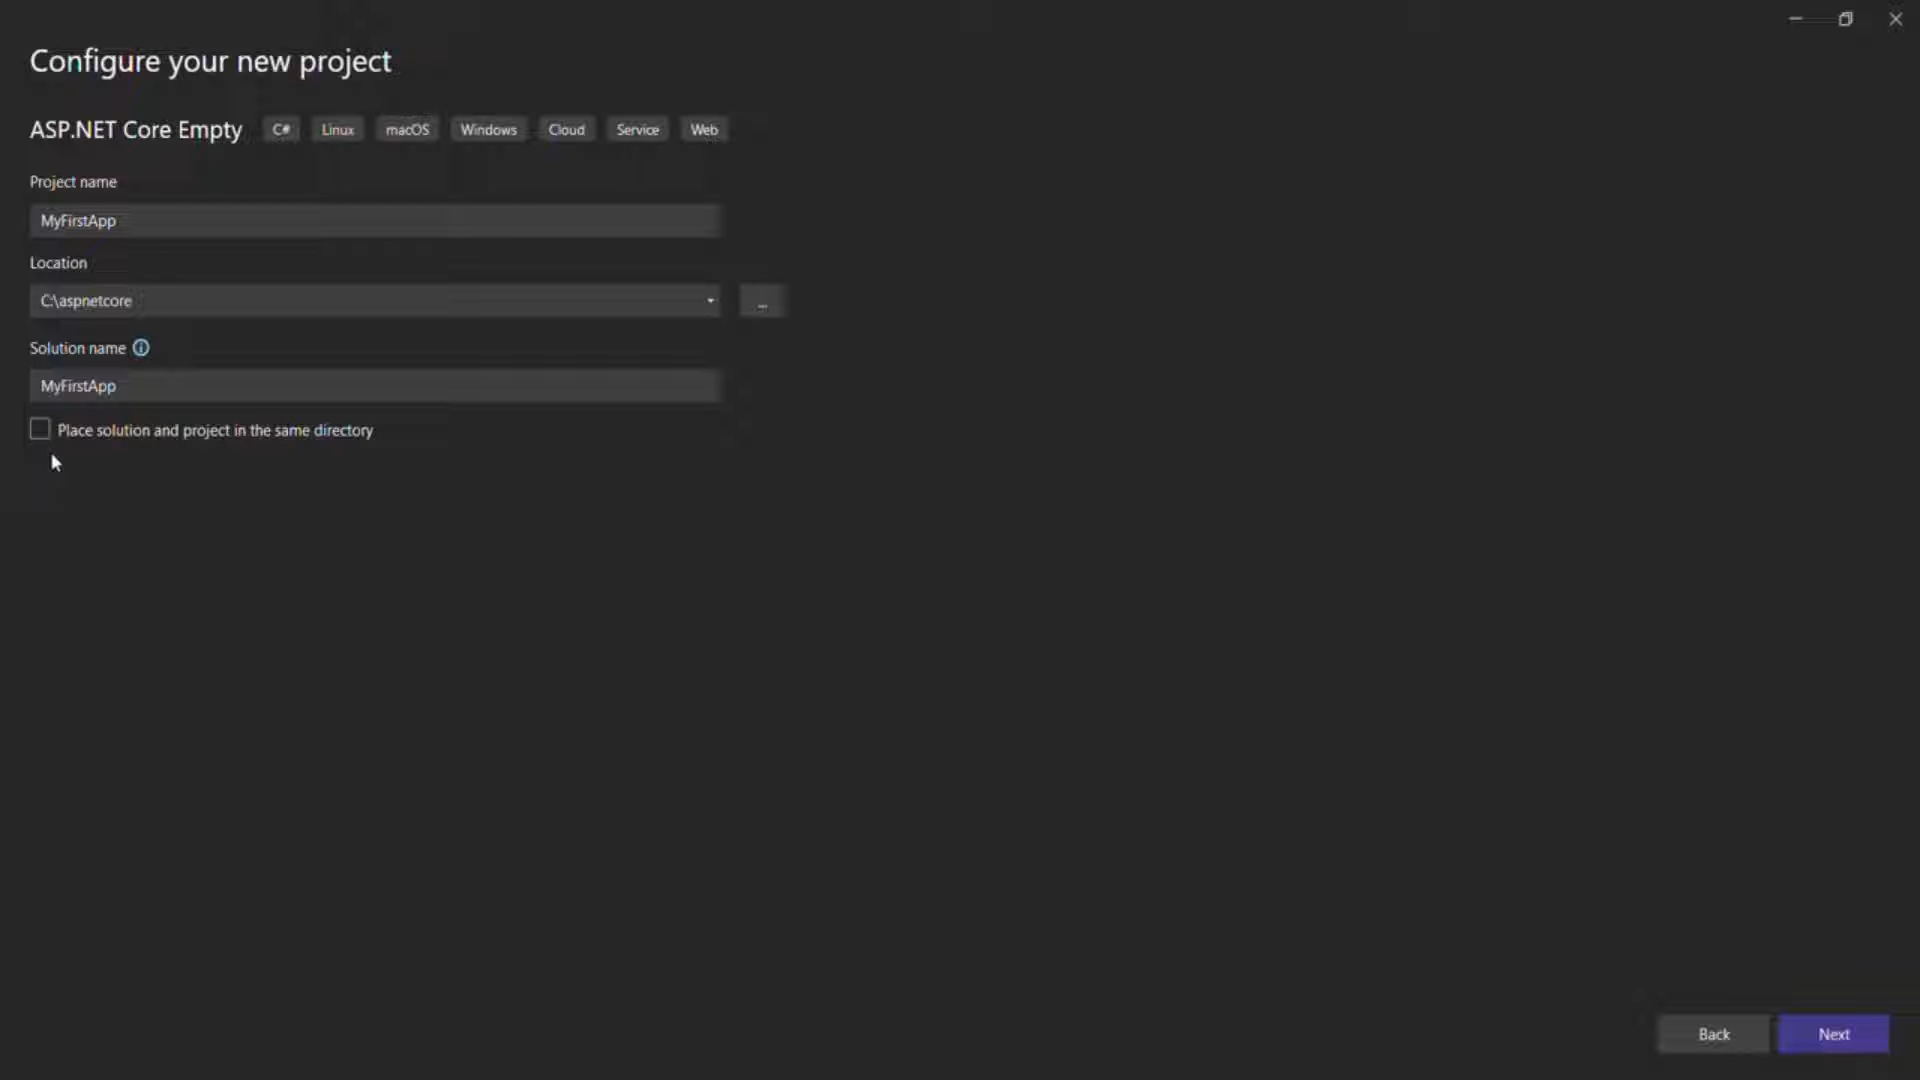 Configure your new project
ASP.NET Core Empty C# Linux macOS Windows Cloud Service Web
Project name
MyFirstApp
Location
C:\aspnetcore
...
Solution name
MyFirstApp
Place solution and project in the same directory
Back Next